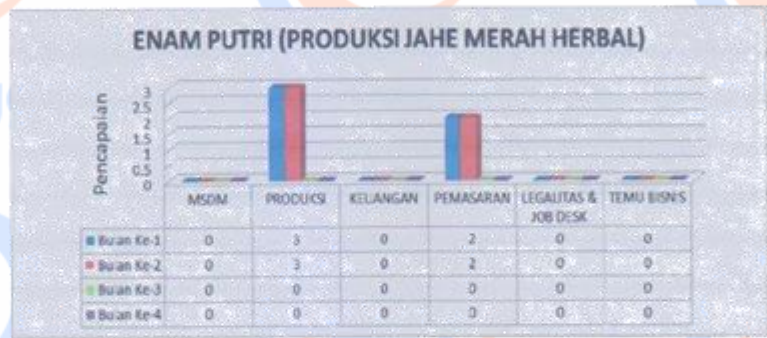 ENAM PUTRI (PRODUKSI JAHE MERAH HERBAL)
Pencapaian
3
2.5
2
1.5
1
0.5
0
MSDM PRODUKSI KEUANGAN PEMASARAN LEGALITAS & JOB DESK TEMU BISNIS
Bulan Ke-1 0 3 0 2 0 0
Bulan Ke-2 0 3 0 2 0 0
Bulan Ke-3 0 0 0 0 0 0
Bulan Ke-4 0 0 0 0 0 0